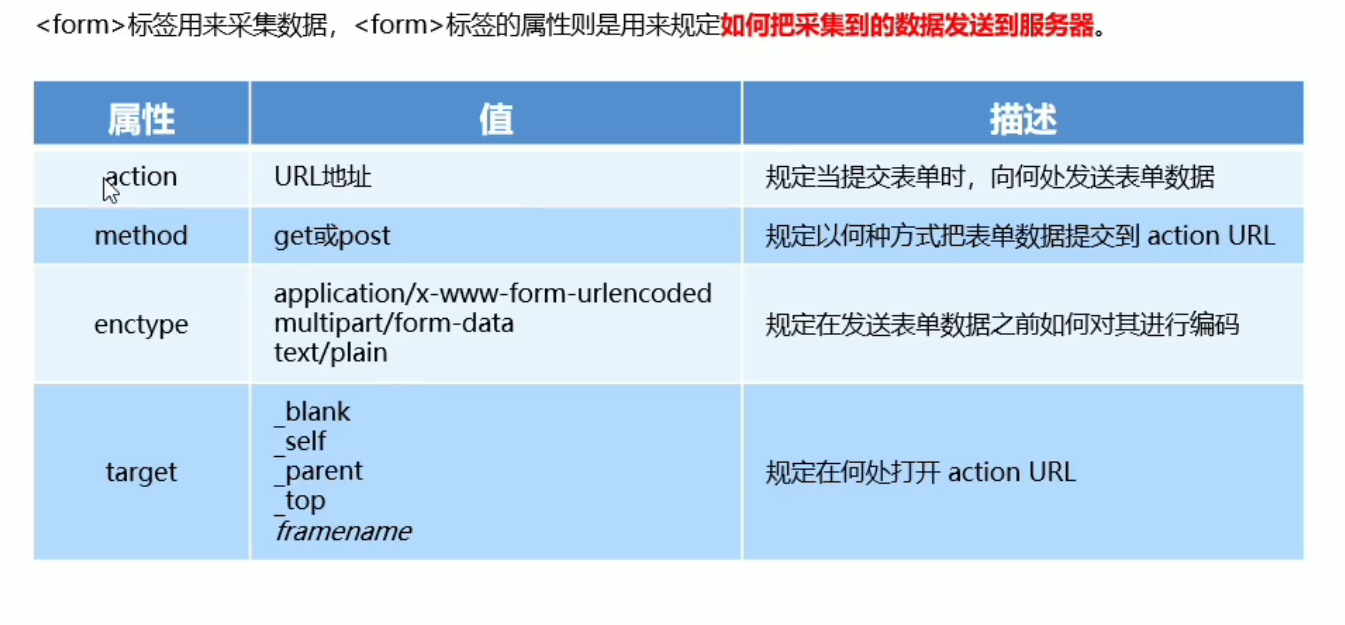 <form>标签用来采集数据，<form>标签的属性则是用来规定如何把采集到的数据发送到服务器。
属性 值 描述
action URL地址 规定当提交表单时，向何处发送表单数据
method get或post 规定以何种方式把表单数据提交到 action URL
enctype
application/x-www-form-urlencoded
multipart/form-data
text/plain
规定在发送表单数据之前如何对其进行编码
target
_blank
_self
_parent
_top
framename
规定在何处打开 action URL